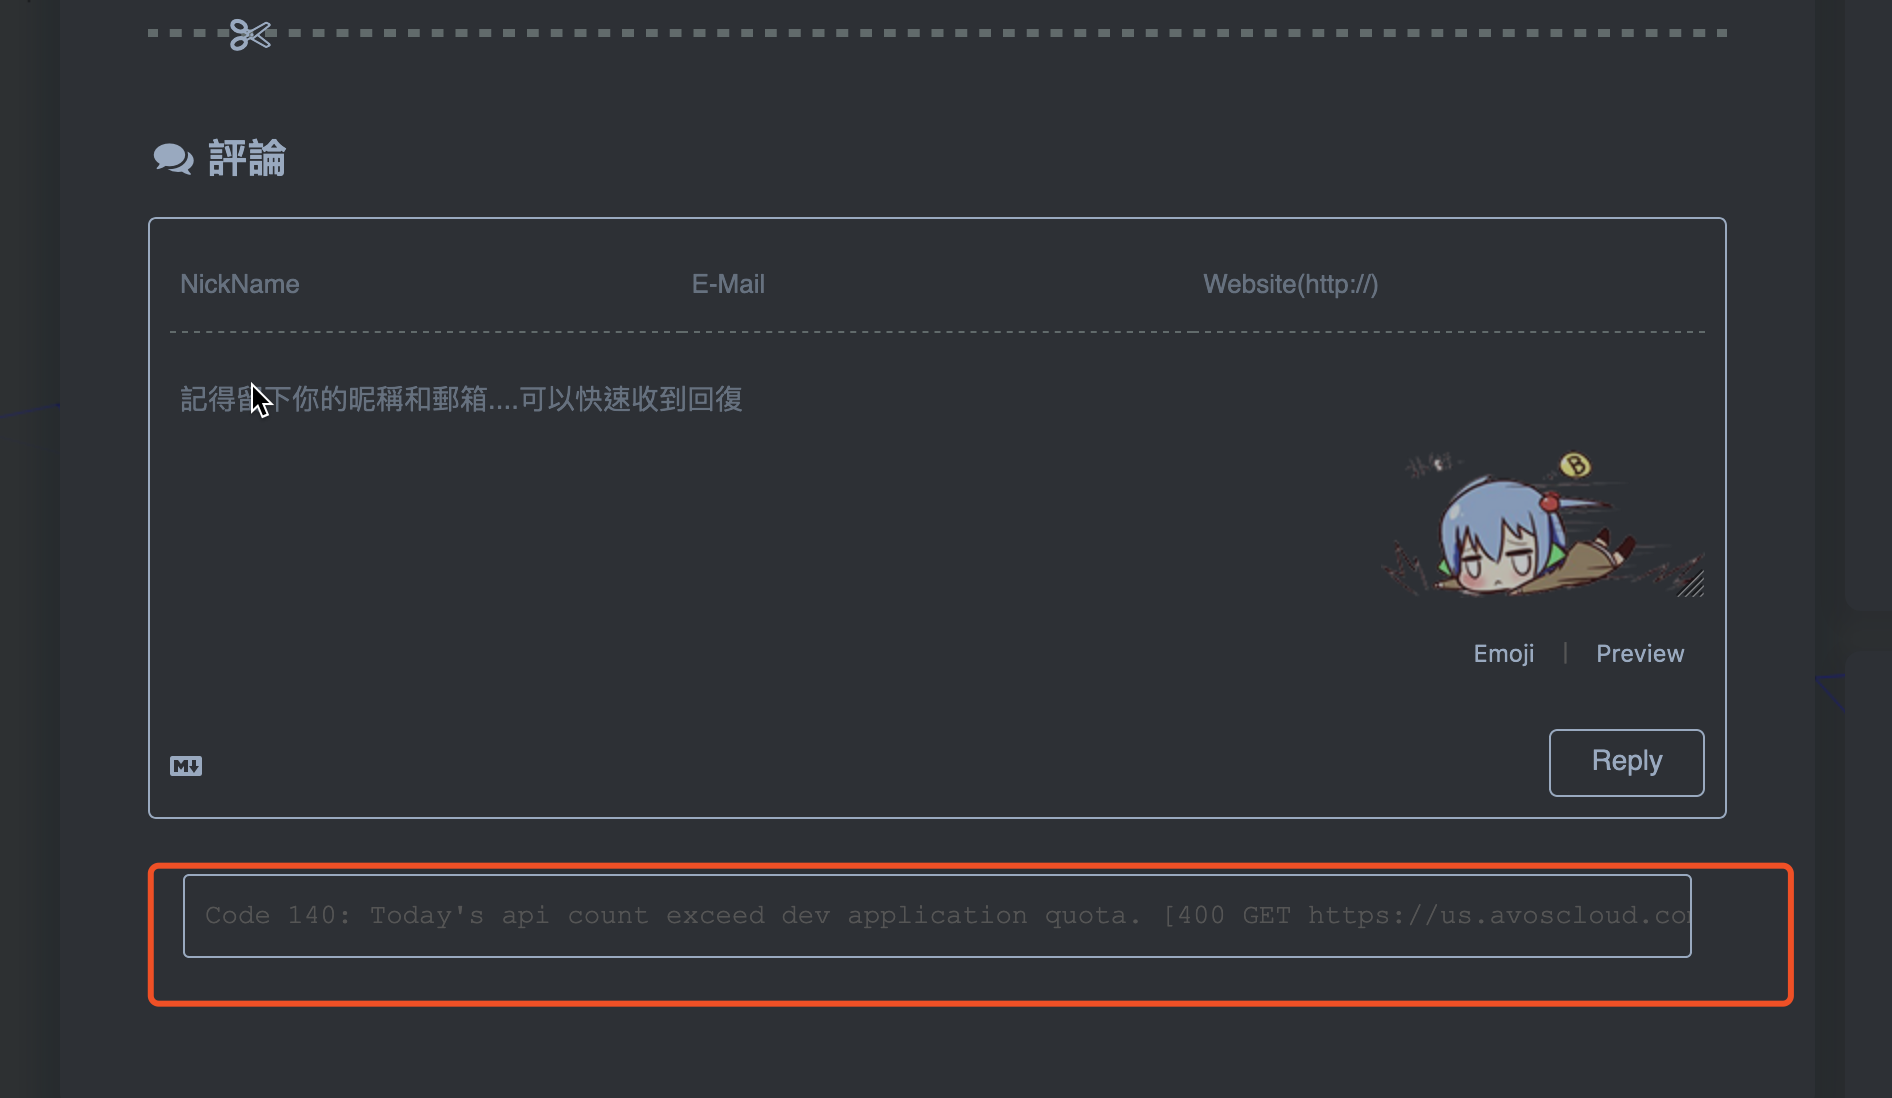 評論
NickName
E-Mail
Website(http://)
記得留下你的昵稱和郵箱....可以快速收到回復
B
Emoji | Preview
M
Reply
Code 140: Today's api count exceed dev application quota. [400 GET https://us.avoscloud.co